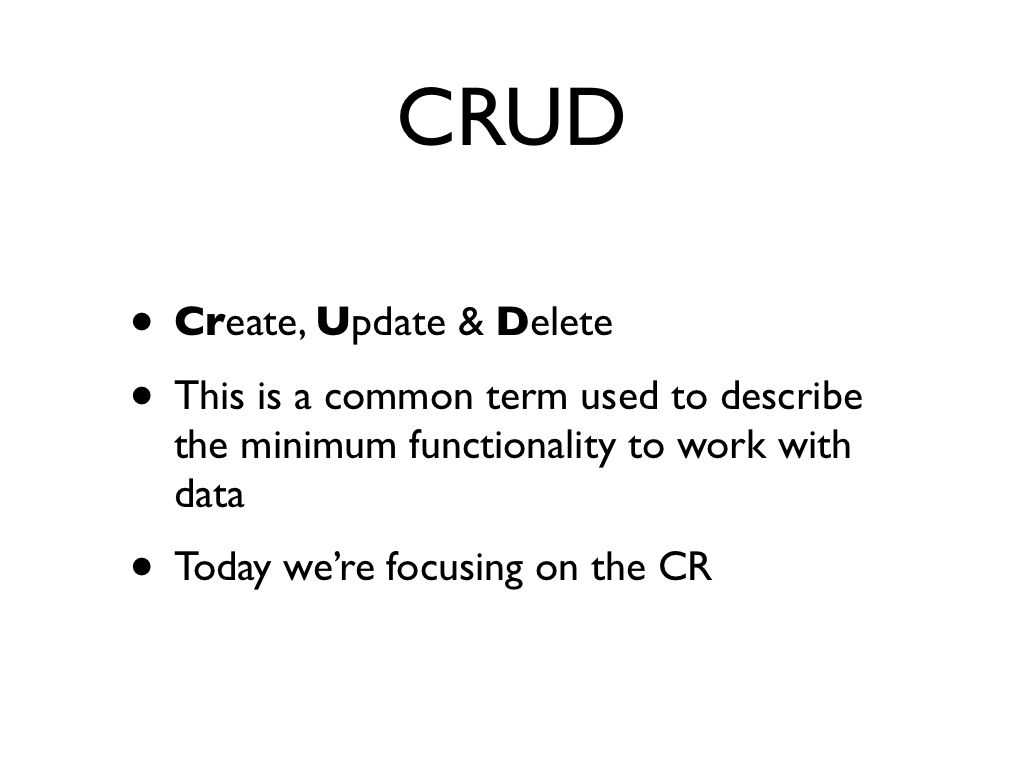 CRUD
• Create, Update & Delete
• This is a common term used to describe
the minimum functionality to work with
data
• Today we’re focusing on the CR